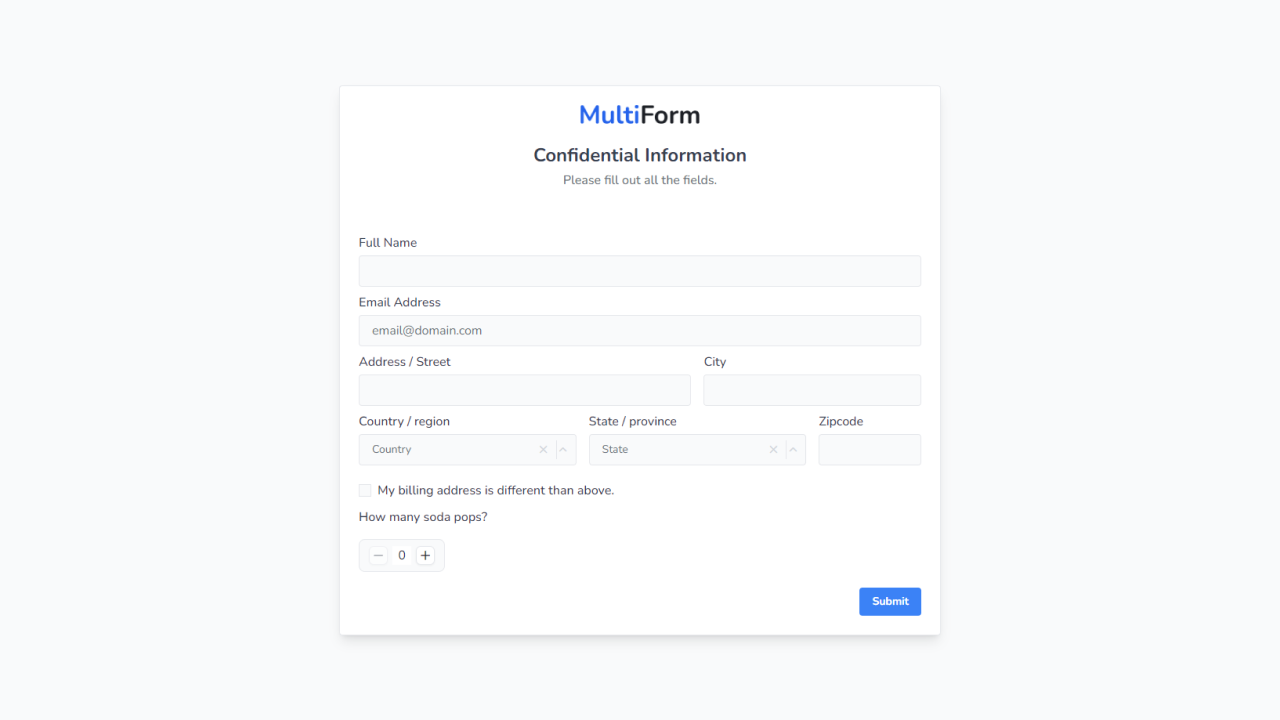 MultiForm
Confidential Information
Please fill out all the fields.
Full Name
Email Address
email@domain.com
Address / Street City
Country / region State / province Zipcode
Country State
My billing address is different than above.
How many soda pops?
0
Submit